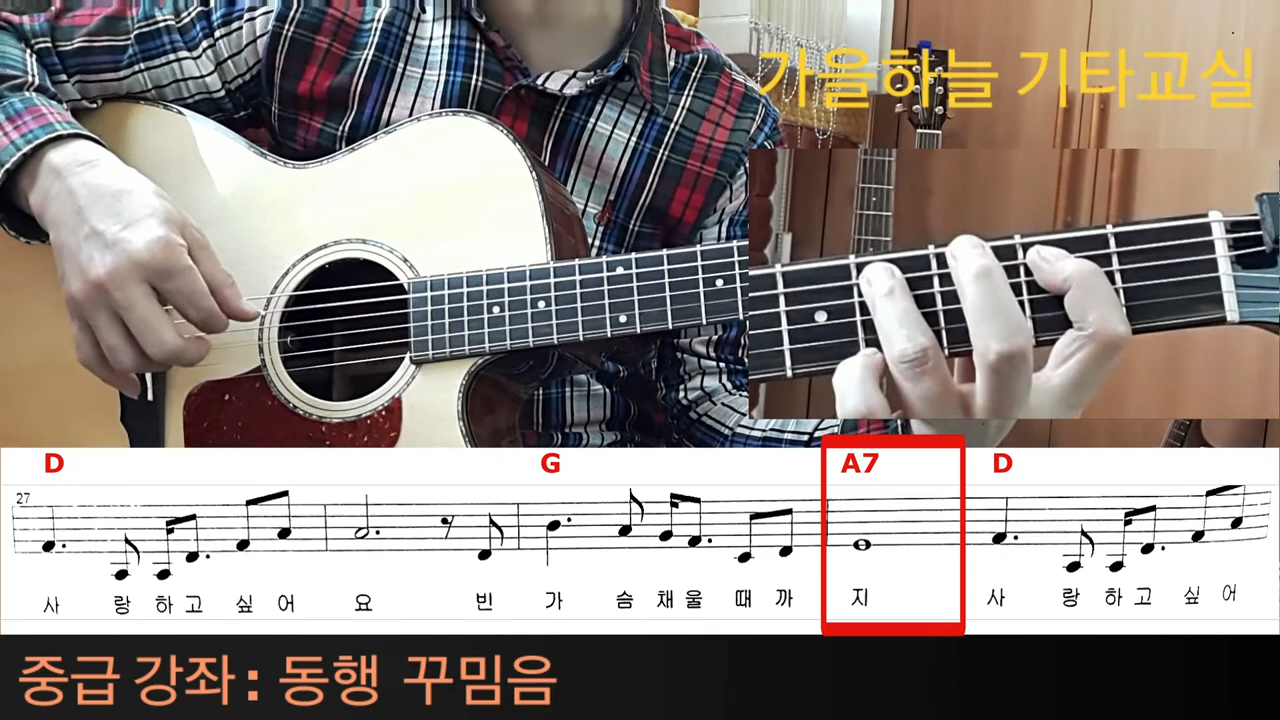 가을하늘 기타교실
D G A7 D
27
사 랑 하 고 싶 어 요 빈 가 슴 채 울 때 까 지 사 랑 하 고 싶 어
중급 강좌 : 동행 꾸밈음